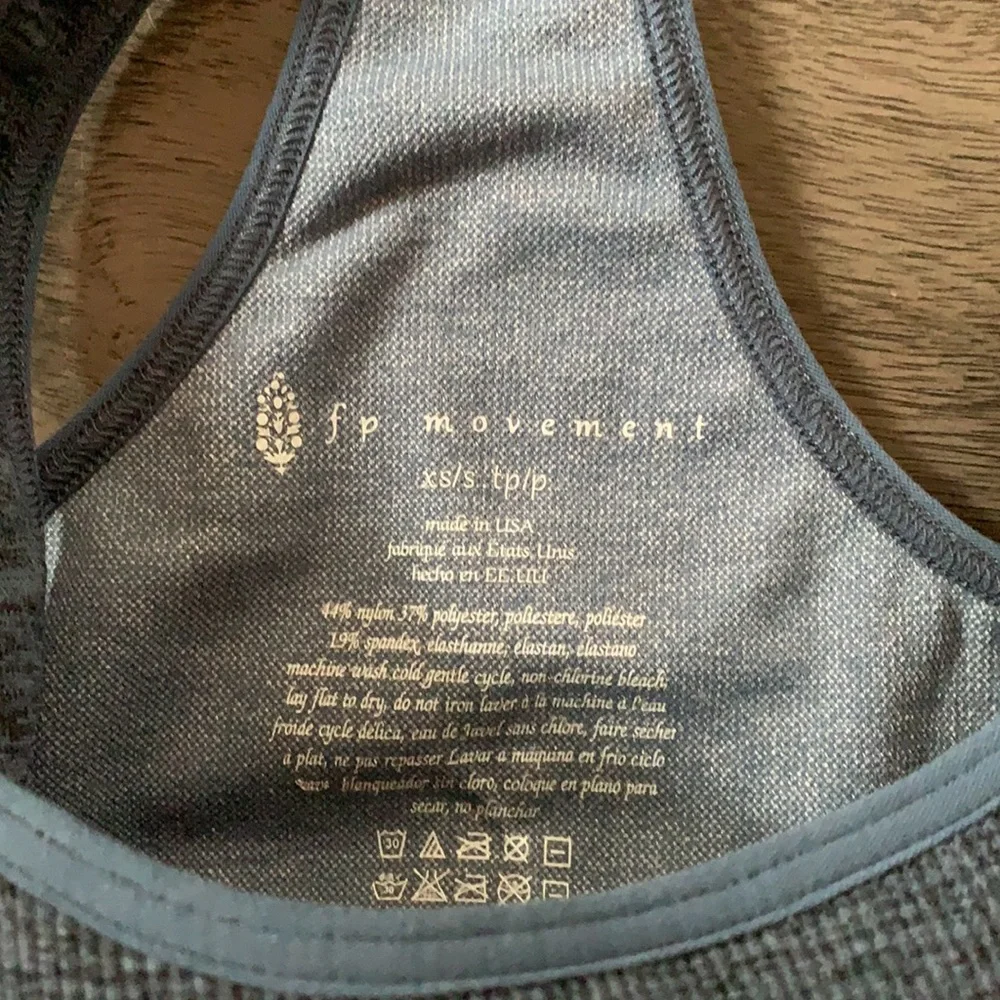 fp movement
xs/s . tp/p
made in USA
fabriqué aux États Unis
hecho en EE.UU
44% nylon 37% polyester, poliestere, poliéster
19% spandex, elasthanne, élastan, elastano
machine wash cold gentle cycle, non-chlorine bleach,
lay flat to dry, do not iron laver à la machine à l'eau
froide cycle délica, eau de Javel sans chlore, faire sécher
à plat, ne pas repasser Lavar a máquina en frio ciclo
blanqueador sin cloro, coloque en plano para
secar, no planchar
30
30